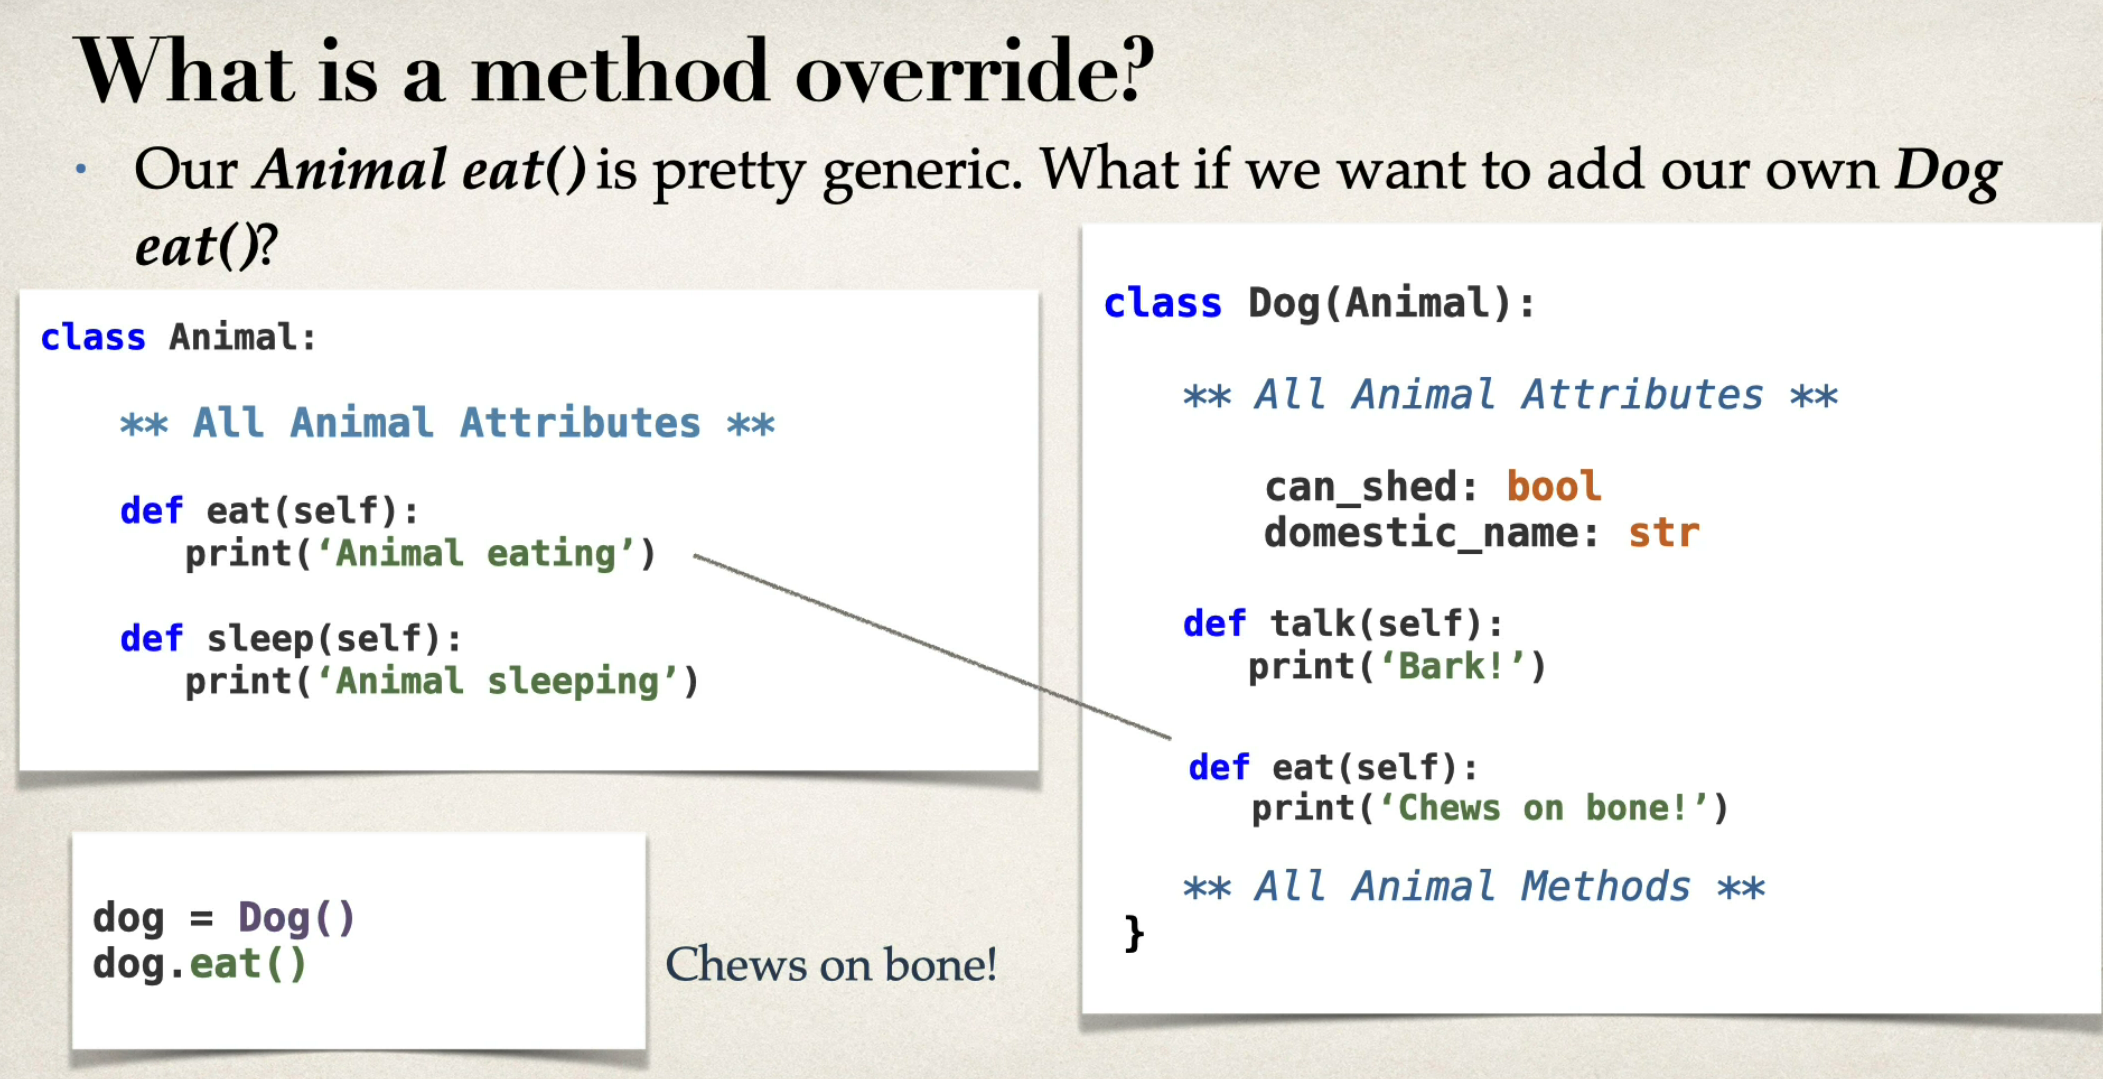 What is a method override?
• Our Animal eat() is pretty generic. What if we want to add our own Dog
eat()?
class Animal:
** All Animal Attributes **
def eat(self):
print(‘Animal eating’)
def sleep(self):
print(‘Animal sleeping’)
class Dog(Animal):
** All Animal Attributes **
can_shed: bool
domestic_name: str
def talk(self):
print(‘Bark!’)
def eat(self):
print(‘Chews on bone!’)
** All Animal Methods **
}
dog = Dog()
dog.eat()
Chews on bone!